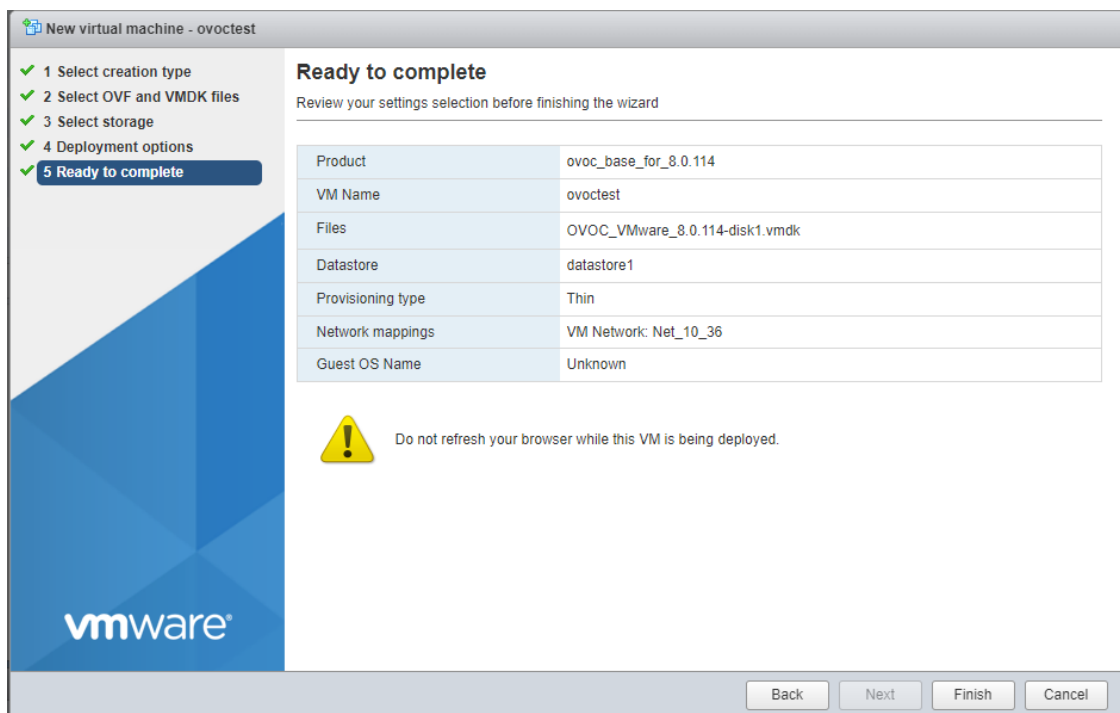 New virtual machine - ovoctest
1 Select creation type
2 Select OVF and VMDK files
3 Select storage
4 Deployment options
5 Ready to complete
Ready to complete
Review your settings selection before finishing the wizard
Product ovoc_base_for_8.0.114
VM Name ovoctest
Files OVOC_VMware_8.0.114-disk1.vmdk
Datastore datastore1
Provisioning type Thin
Network mappings VM Network: Net_10_36
Guest OS Name Unknown
Do not refresh your browser while this VM is being deployed.
vmware®
Back Next Finish Cancel